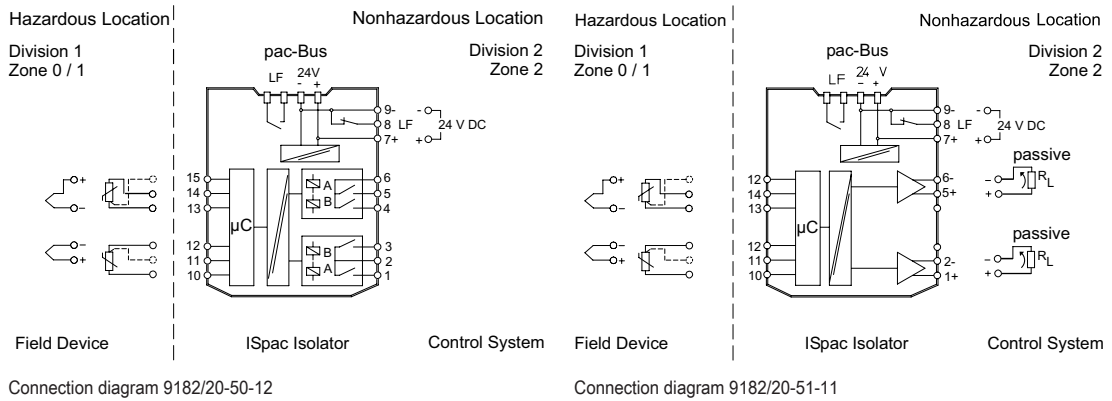 Hazardous Location
Nonhazardous Location
Division 1
Zone 0 / 1
pac-Bus
Division 2
Zone 2
LF
24V
- +
9-
8 LF
7+
-
+
24 V DC
15
14
13
12
11
10
+
-
-
+
µC
A
B
B
A
6
5
4
3
2
1
Field Device
ISpac Isolator
Control System
Connection diagram 9182/20-50-12
Hazardous Location
Nonhazardous Location
Division 1
Zone 0 / 1
pac-Bus
Division 2
Zone 2
LF
24 V
- +
9-
8 LF
7+
-
+
24 V DC
12
14
13
12
11
10
+
-
-
+
µC
6-
5+
2-
1+
passive
-
+
RL
passive
-
+
RL
Field Device
ISpac Isolator
Control System
Connection diagram 9182/20-51-11